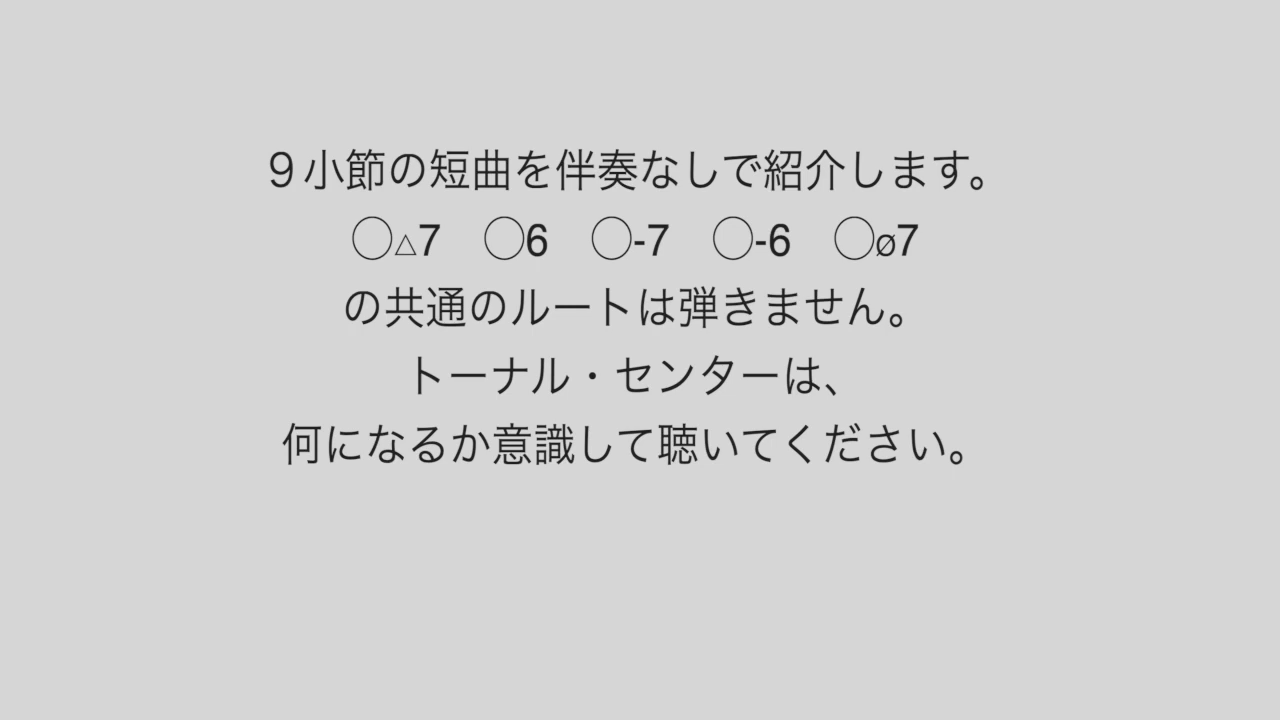 ９小節の短曲を伴奏なしで紹介します。
◯△7　◯6　◯-7　◯-6　◯ø7
の共通のルートは弾きません。
トーナル・センターは、
何になるか意識して聴いてください。